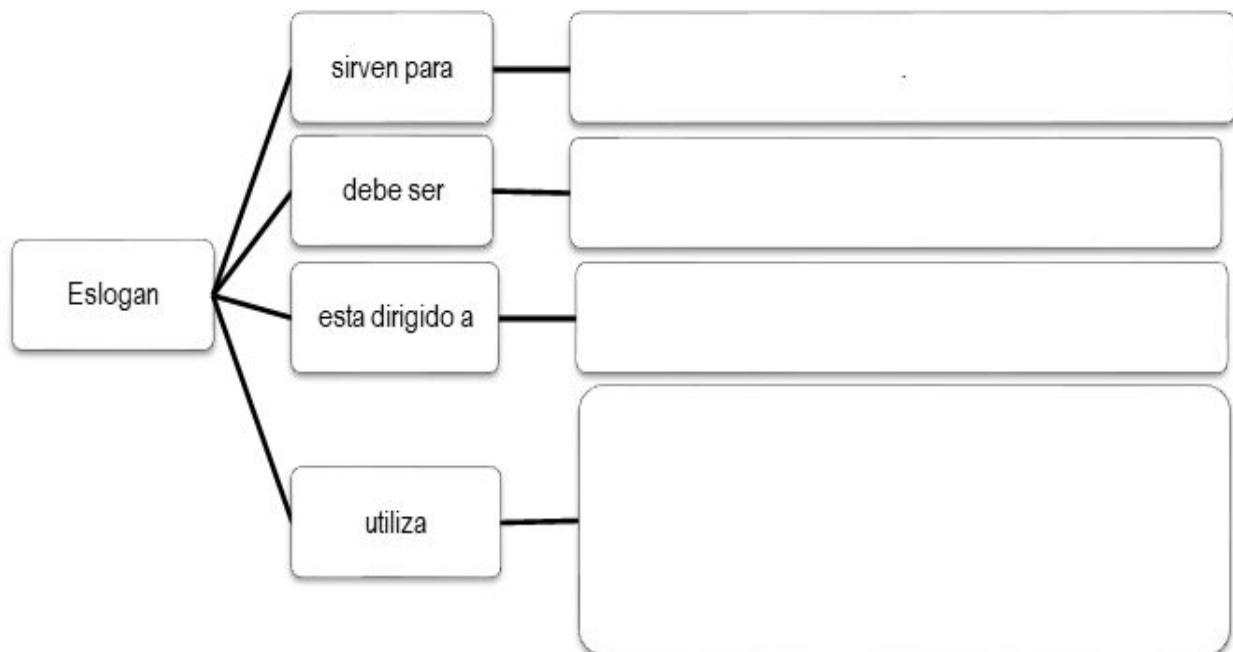 sirven para
debe ser
Eslogan
esta dirigido a
utiliza